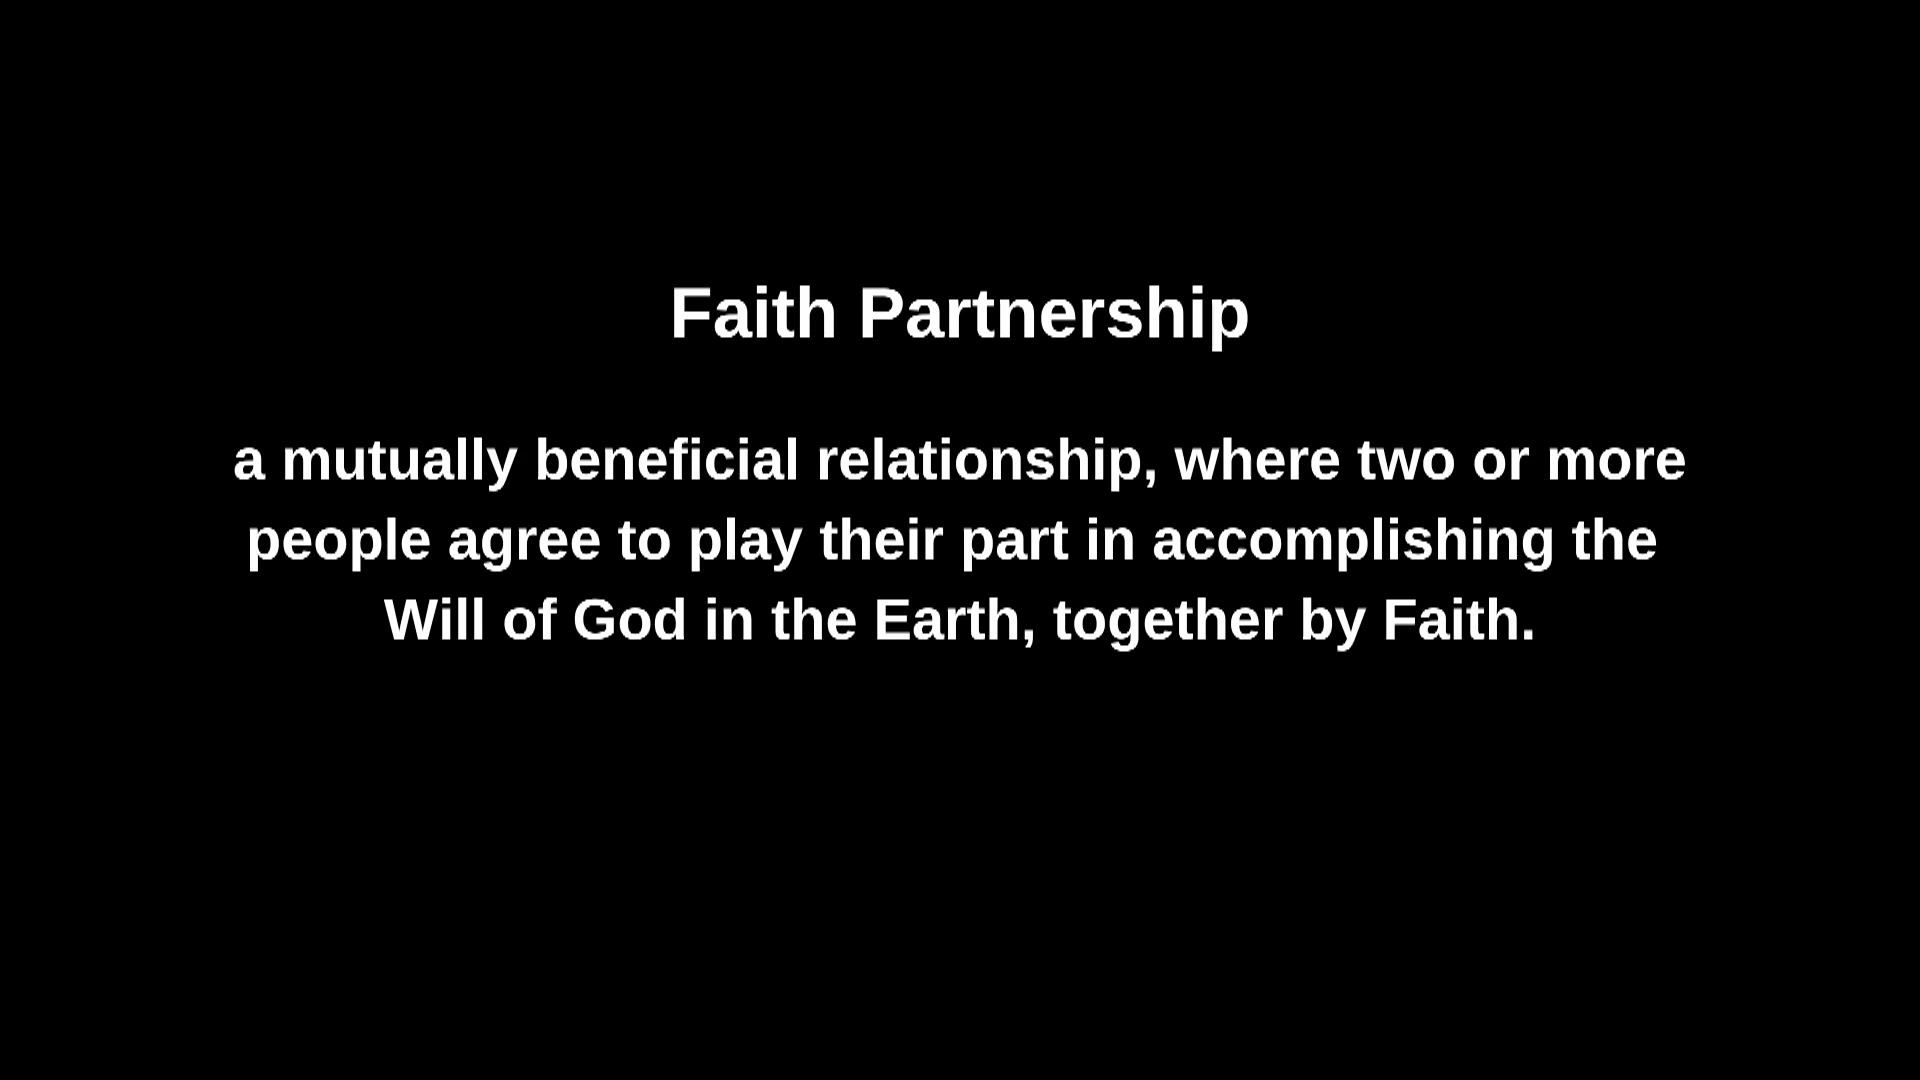 Faith Partnership
a mutually beneficial relationship, where two or more
people agree to play their part in accomplishing the
Will of God in the Earth, together by Faith.